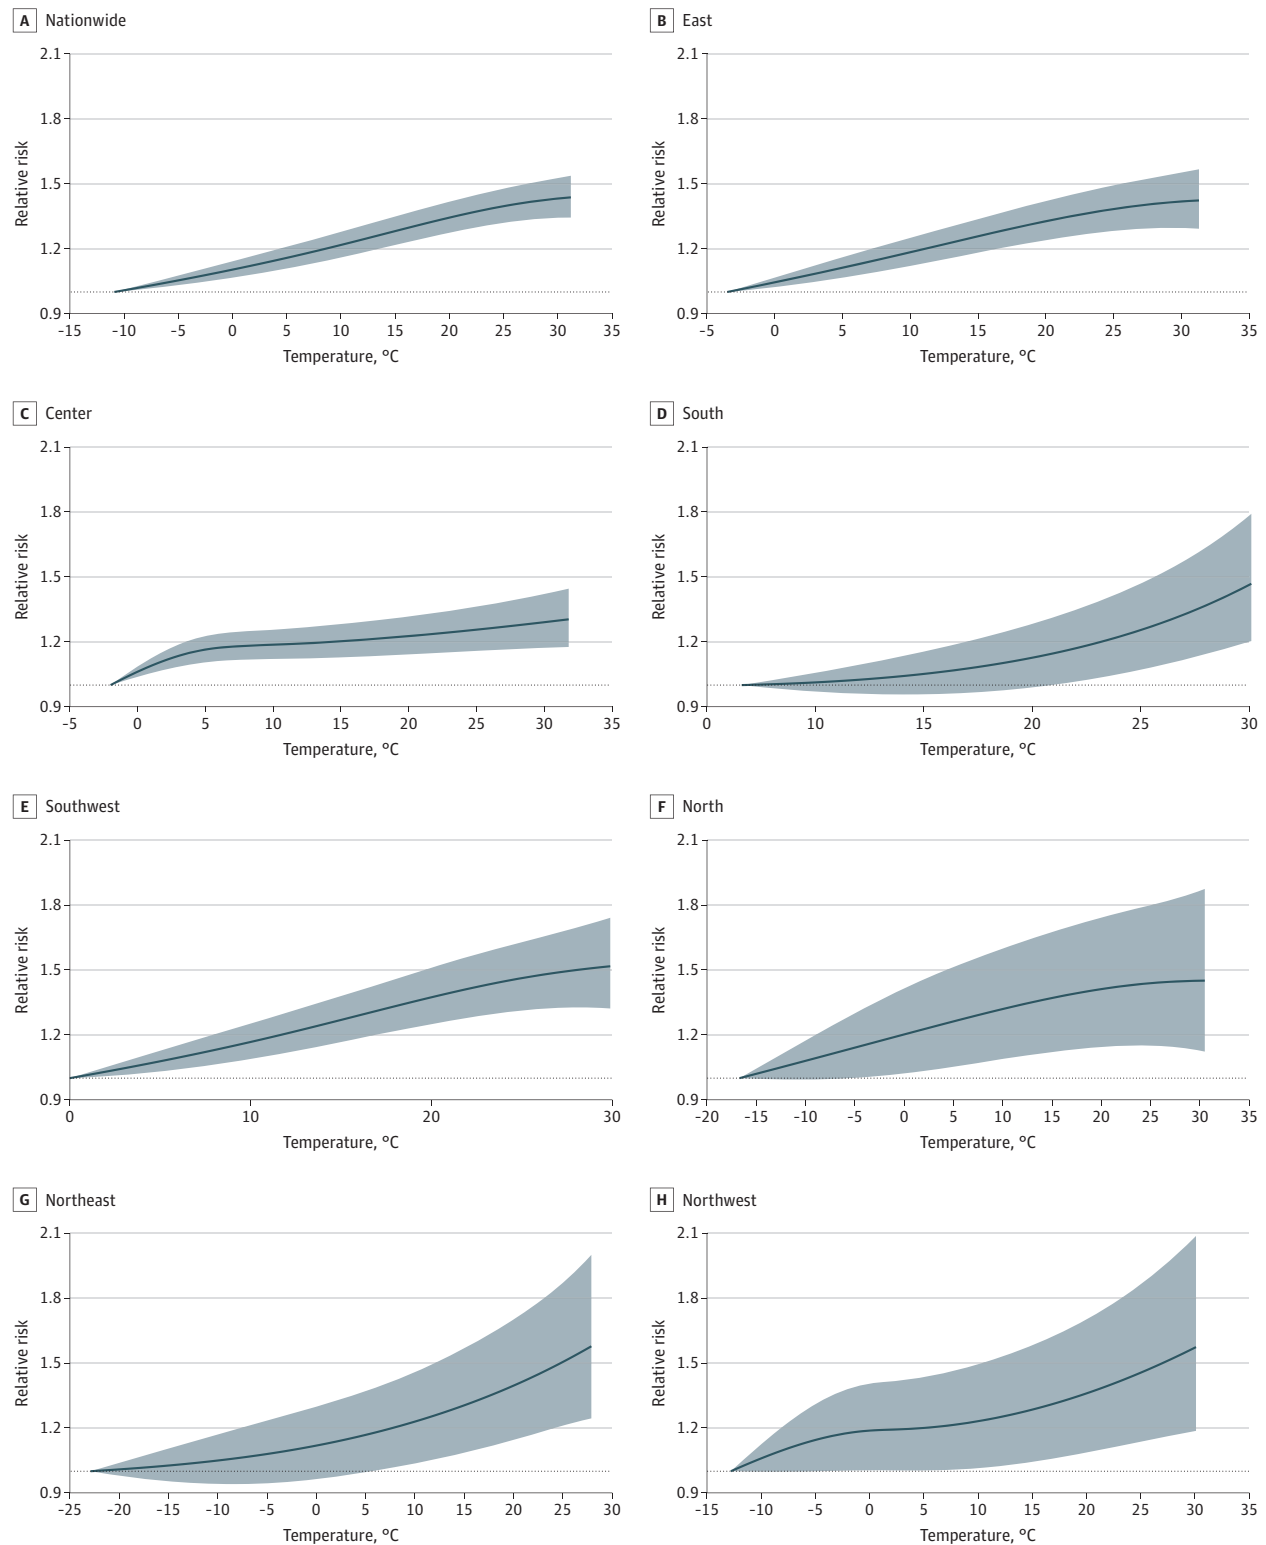 A Nationwide
2.1
1.8
1.5
1.2
0.9
Relative risk
-15 -10 -5 0 5 10 15 20 25 30 35
Temperature, °C
B East
2.1
1.8
1.5
1.2
0.9
Relative risk
-5 0 5 10 15 20 25 30 35
Temperature, °C
C Center
2.1
1.8
1.5
1.2
0.9
Relative risk
-5 0 5 10 15 20 25 30 35
Temperature, °C
D South
2.1
1.8
1.5
1.2
0.9
Relative risk
0 10 15 20 25 30
Temperature, °C
E Southwest
2.1
1.8
1.5
1.2
0.9
Relative risk
0 10 20 30
Temperature, °C
F North
2.1
1.8
1.5
1.2
0.9
Relative risk
-20 -15 -10 -5 0 5 10 15 20 25 30 35
Temperature, °C
G Northeast
2.1
1.8
1.5
1.2
0.9
Relative risk
-25 -20 -15 -10 -5 0 5 10 15 20 25 30
Temperature, °C
H Northwest
2.1
1.8
1.5
1.2
0.9
Relative risk
-15 -10 -5 0 5 10 15 20 25 30 35
Temperature, °C